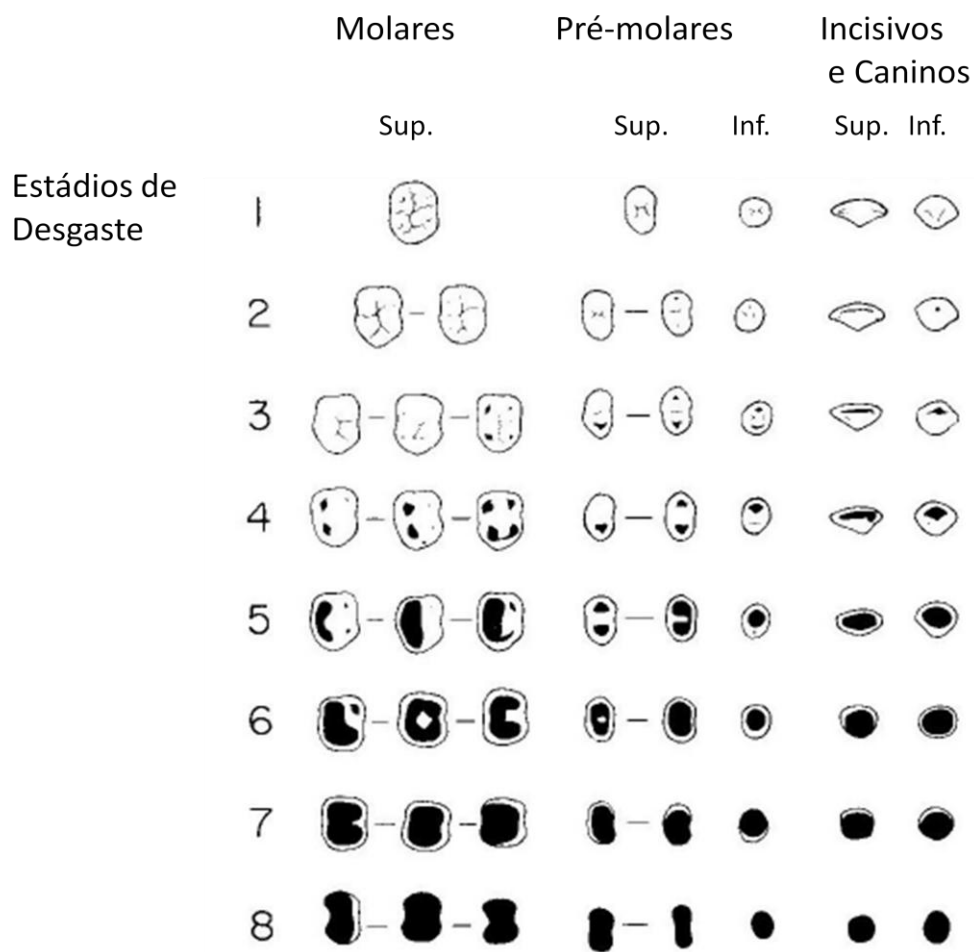 Molares Pré-molares Incisivos
e Caninos
Sup. Sup. Inf. Sup. Inf.
Estádios de
Desgaste
1
2
3
4
5
6
7
8